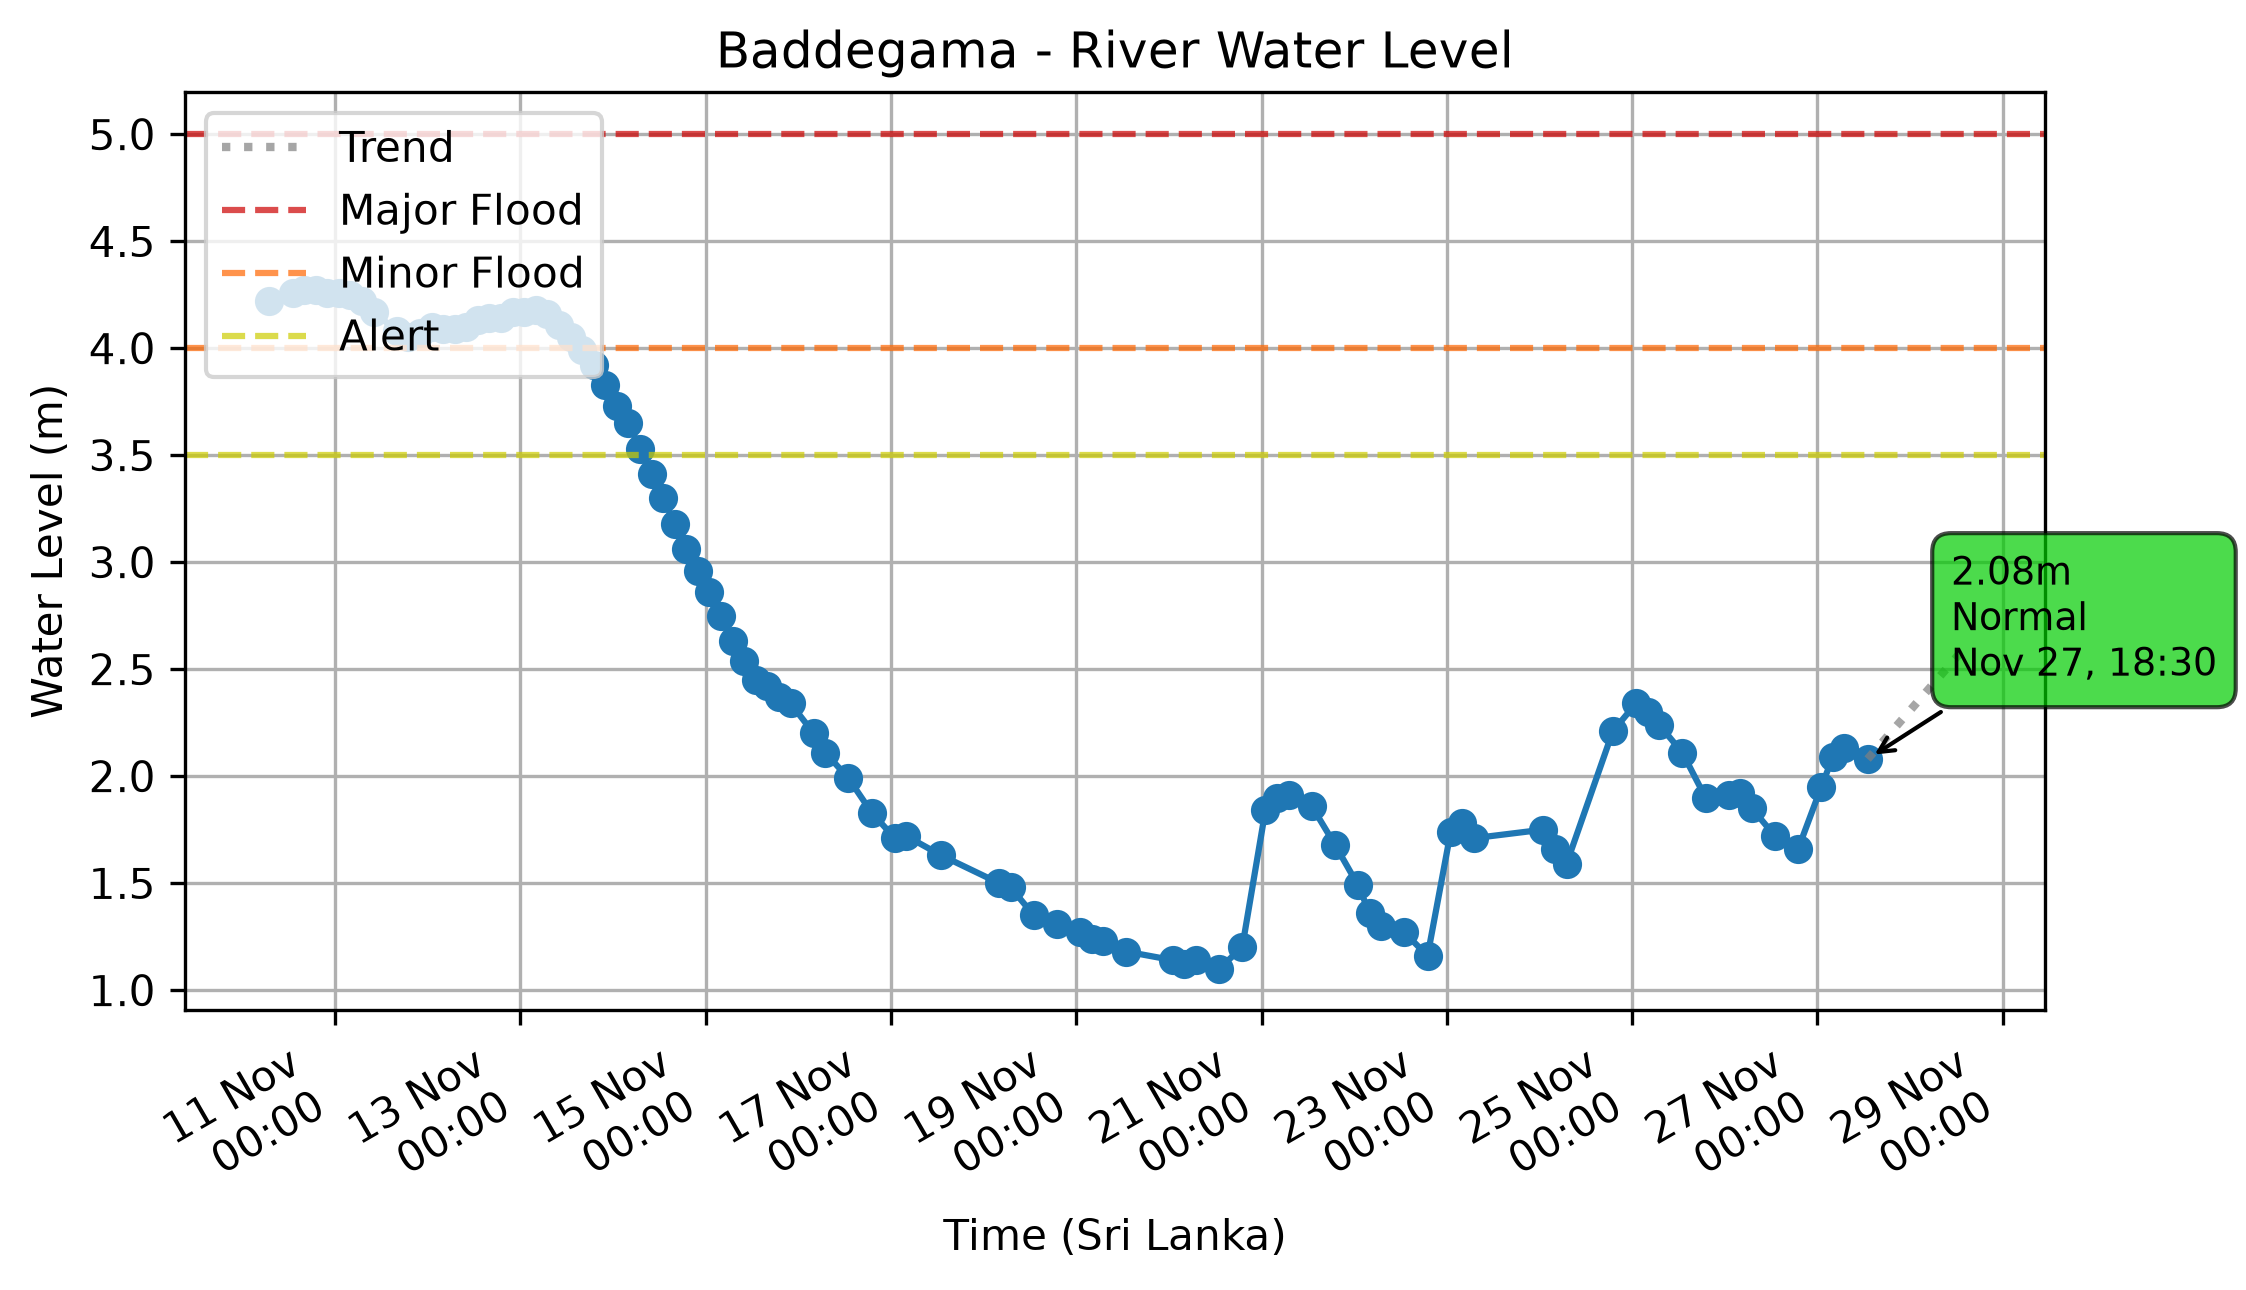 Baddegama - River Water Level
Trend
Major Flood
Minor Flood
Alert
5.0
4.5
4.0
3.5
3.0
2.5
2.0
1.5
1.0
Water Level (m)
2.08m
Normal
Nov 27, 18:30
11 Nov
00:00
13 Nov
00:00
15 Nov
00:00
17 Nov
00:00
19 Nov
00:00
21 Nov
00:00
23 Nov
00:00
25 Nov
00:00
27 Nov
00:00
29 Nov
00:00
Time (Sri Lanka)